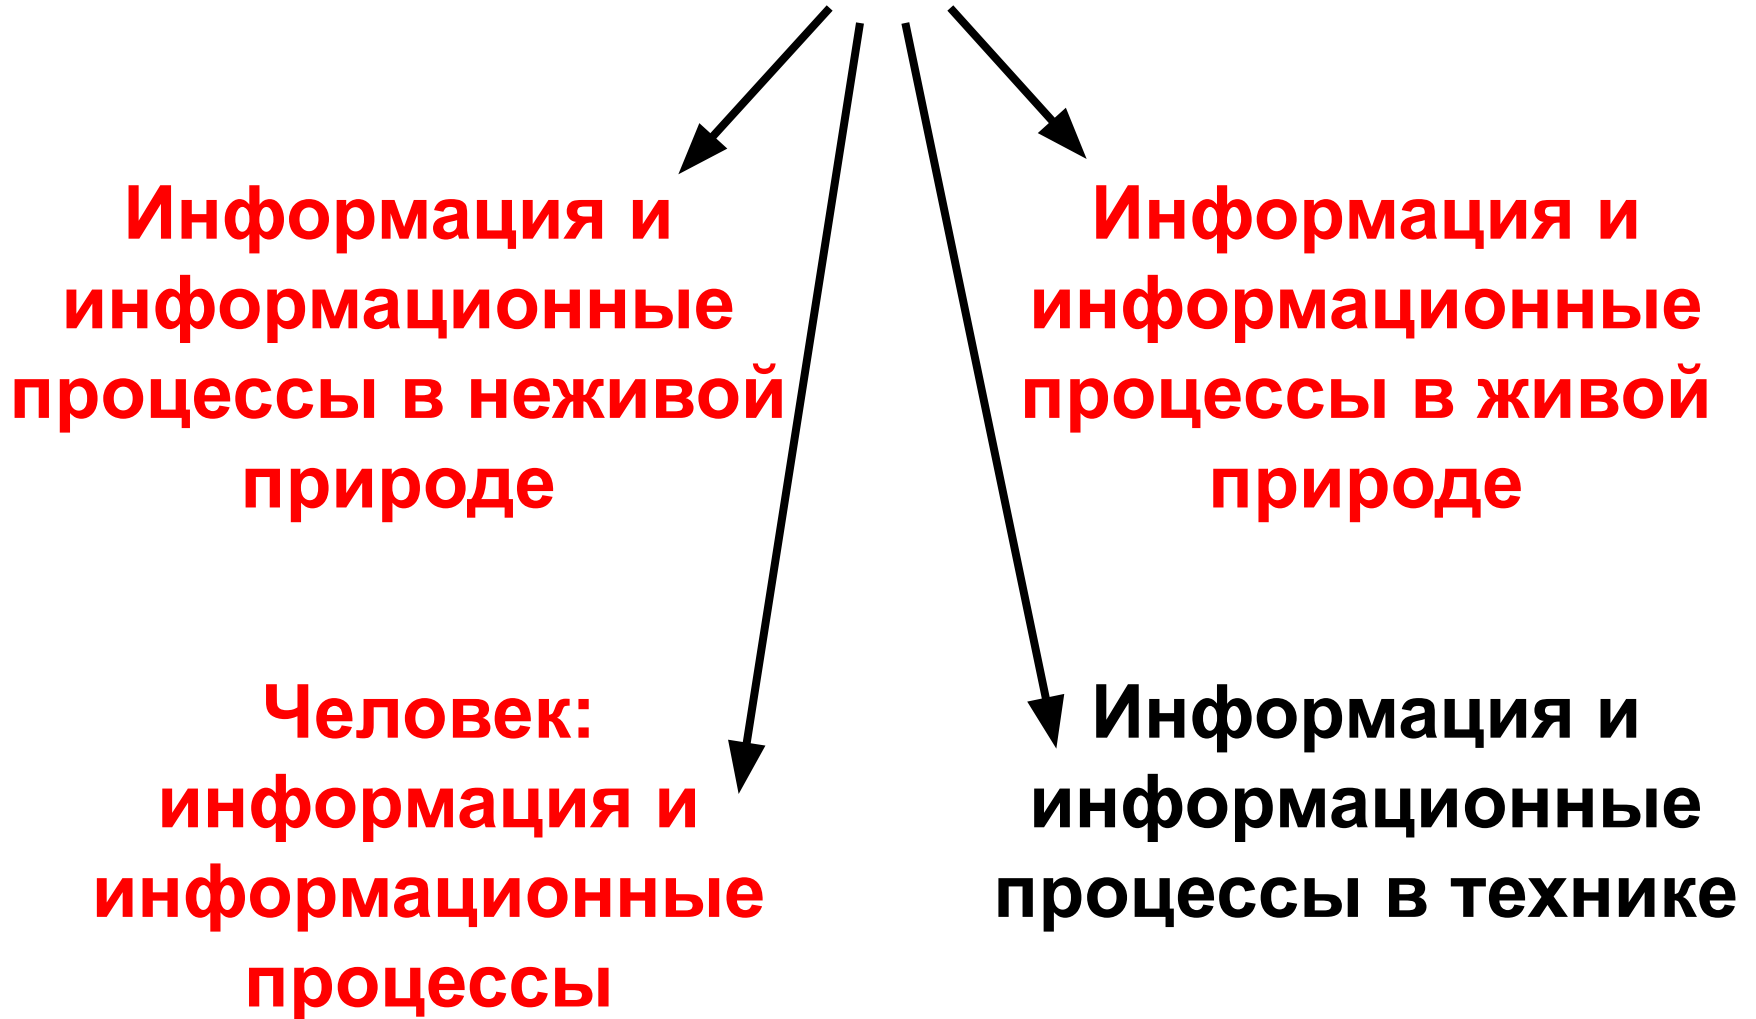 Информация и
информационные
процессы в неживой
природе
Информация и
информационные
процессы в живой
природе
Человек:
информация и
информационные
процессы
Информация и
информационные
процессы в технике